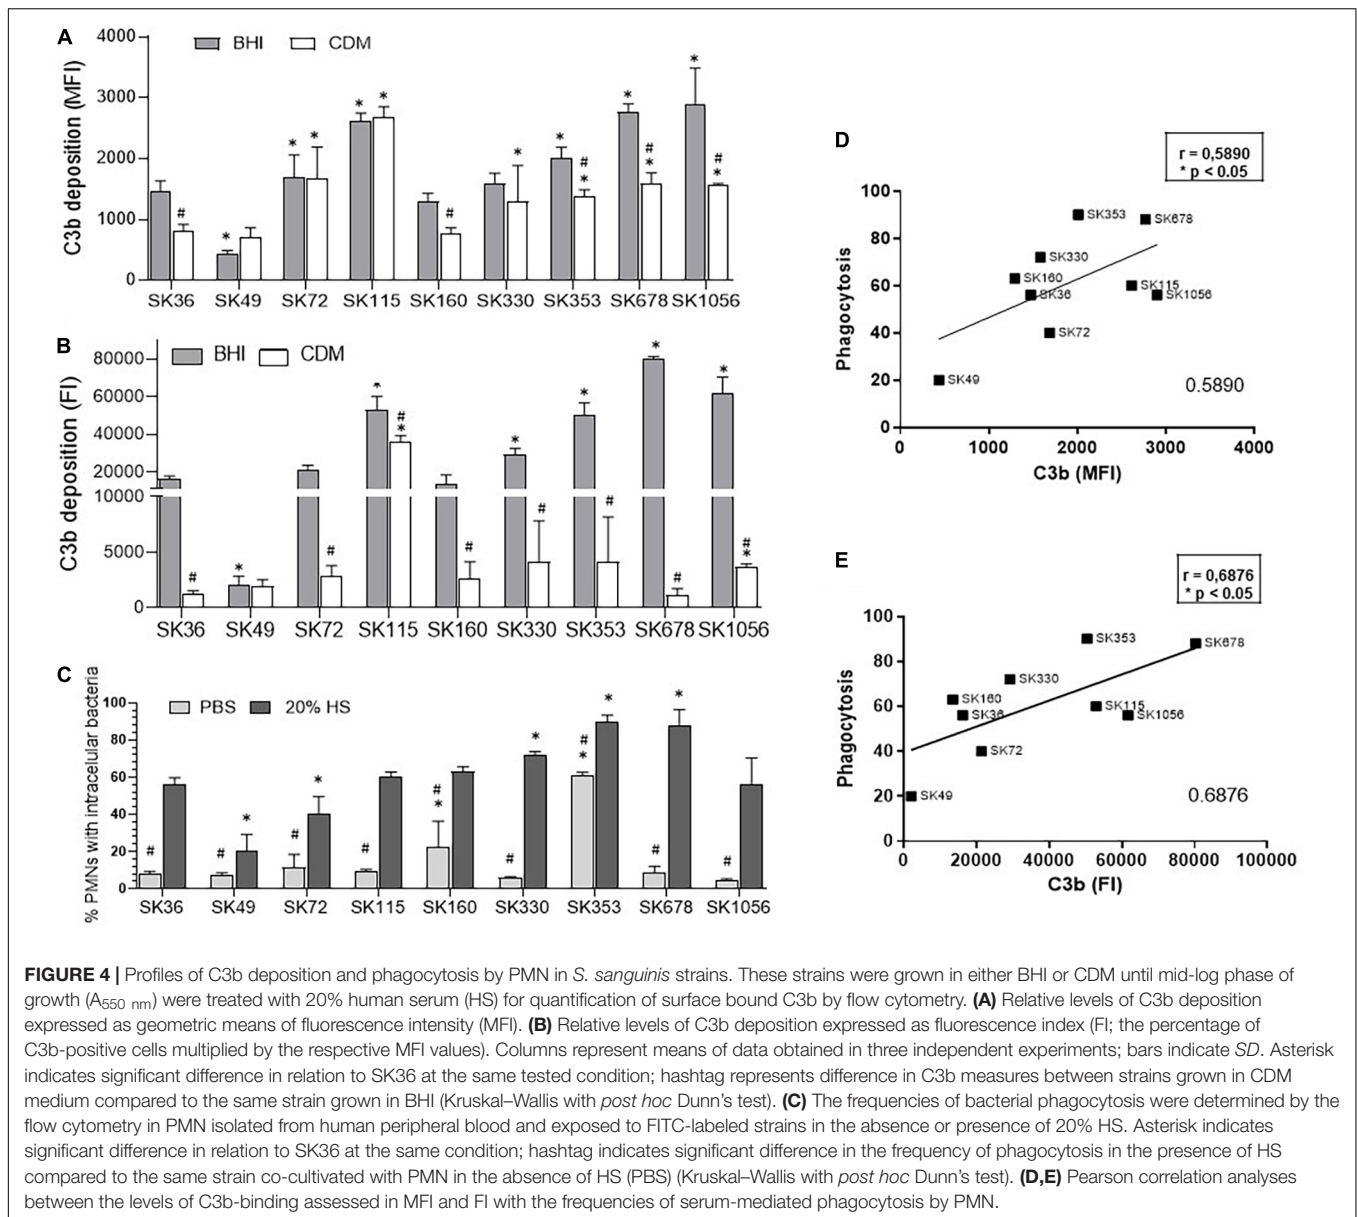 A
BHI CDM
C3b deposition (MFI)
4000
3000
2000
1000
0
* * * * * * * * *
# # # # #
* * *
SK36 SK49 SK72 SK115 SK160 SK330 SK353 SK678 SK1056
B
BHI CDM
C3b deposition (FI)
80000
60000
40000
20000
10000
5000
0
SK36 SK49 SK72 SK115 SK160 SK330 SK353 SK678 SK1056
C
PBS 20% HS
% PMNs with intracelular bacteria
100
80
60
40
20
0
SK36 SK49 SK72 SK115 SK160 SK330 SK353 SK678 SK1056
D
r = 0,5890
* p < 0.05
Phagocytosis
100
80
60
40
20
0
SK353 SK678
SK330
SK160
SK36
SK115
SK1056
SK72
SK49
0.5890
0 1000 2000 3000 4000
C3b (MFI)
E
r = 0,6876
* p < 0.05
Phagocytosis
100
80
60
40
20
0
SK353 SK678
SK330
SK160
SK36
SK115
SK1056
SK72
SK49
0.6876
0 20000 40000 60000 80000 100000
C3b (FI)
FIGURE 4 | Profiles of C3b deposition and phagocytosis by PMN in S. sanguinis strains. These strains were grown in either BHI or CDM until mid-log phase of
growth (A550 nm) were treated with 20% human serum (HS) for quantification of surface bound C3b by flow cytometry. (A) Relative levels of C3b deposition
expressed as geometric means of fluorescence intensity (MFI). (B) Relative levels of C3b deposition expressed as fluorescence index (FI; the percentage of
C3b-positive cells multiplied by the respective MFI values). Columns represent means of data obtained in three independent experiments; bars indicate SD. Asterisk
indicates significant difference in relation to SK36 at the same tested condition; hashtag represents difference in C3b measures between strains grown in CDM
medium compared to the same strain grown in BHI (Kruskal–Wallis with post hoc Dunn's test). (C) The frequencies of bacterial phagocytosis were determined by the
flow cytometry in PMN isolated from human peripheral blood and exposed to FITC-labeled strains in the absence or presence of 20% HS. Asterisk indicates
significant difference in relation to SK36 at the same condition; hashtag indicates significant difference in the frequency of phagocytosis in the presence of HS
compared to the same strain co-cultivated with PMN in the absence of HS (PBS) (Kruskal–Wallis with post hoc Dunn's test). (D,E) Pearson correlation analyses
between the levels of C3b-binding assessed in MFI and FI with the frequencies of serum-mediated phagocytosis by PMN.